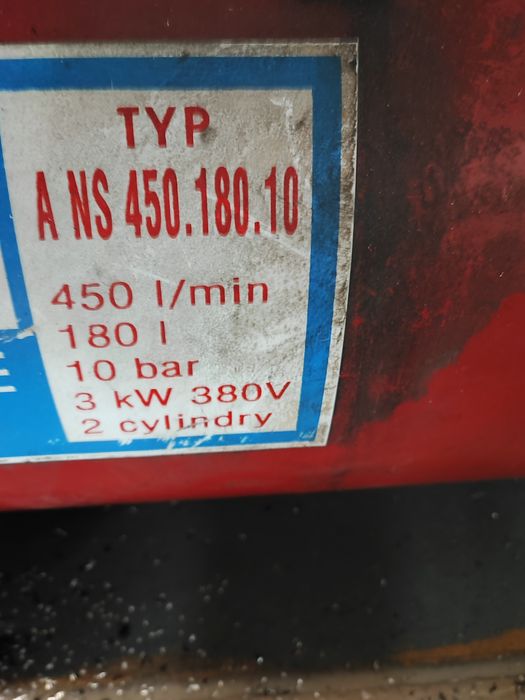 TYP
A NS 450.180.10
450 l/min
180 l
10 bar
3 kW 380V
2 cylindry
E